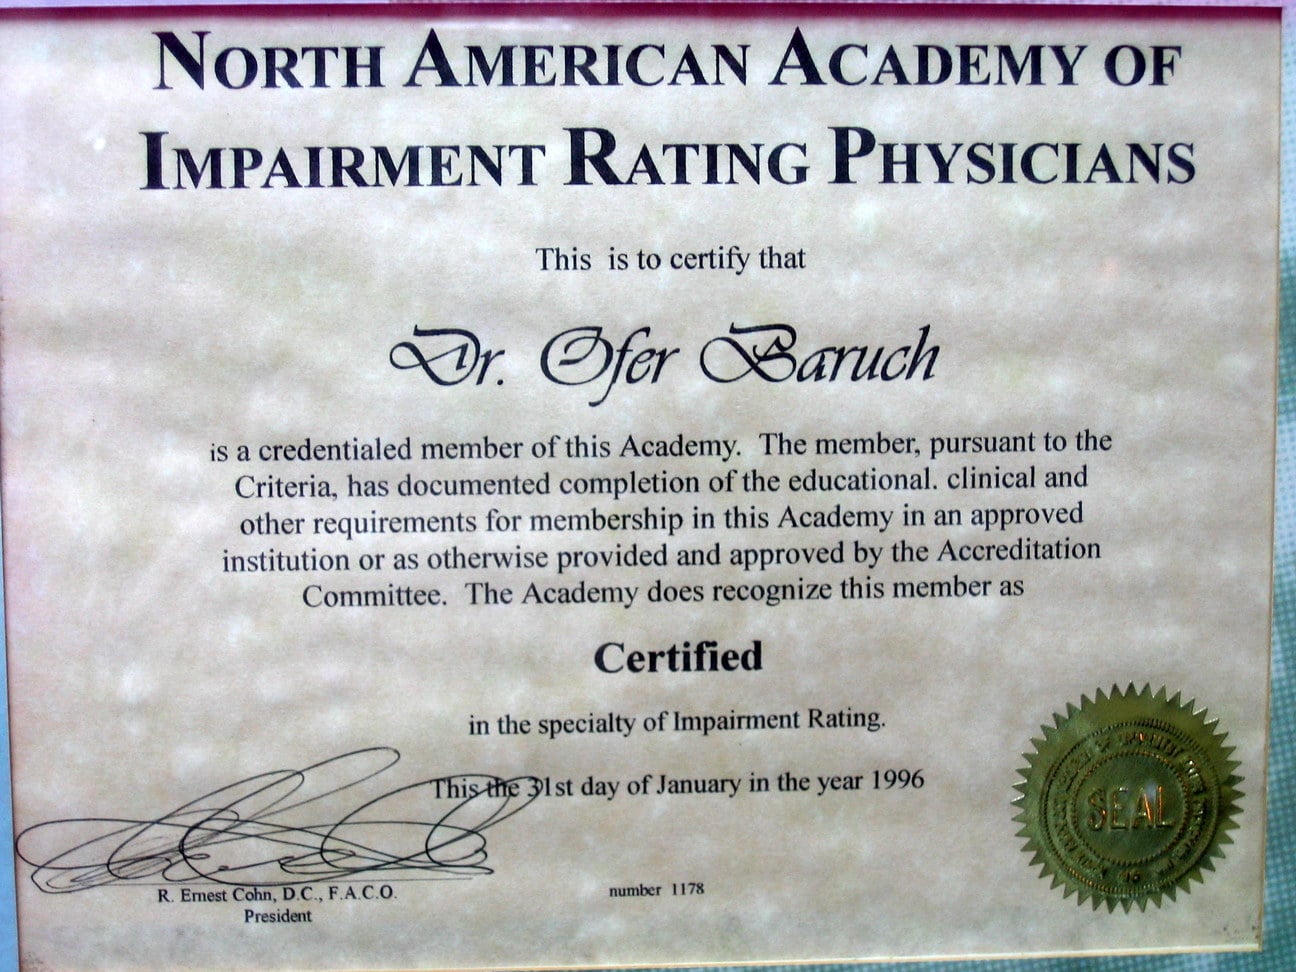 NORTH AMERICAN ACADEMY OF
IMPAIRMENT RATING PHYSICIANS
This is to certify that
Dr. Ofer Baruch
is a credentialed member of this Academy. The member, pursuant to the
Criteria, has documented completion of the educational. clinical and
other requirements for membership in this Academy in an approved
institution or as otherwise provided and approved by the Accreditation
Committee. The Academy does recognize this member as
Certified
in the specialty of Impairment Rating.
This the 31st day of January in the year 1996
SEAL
R. Ernest Cohn, D.C., F.A.C.O.
President
number 1178